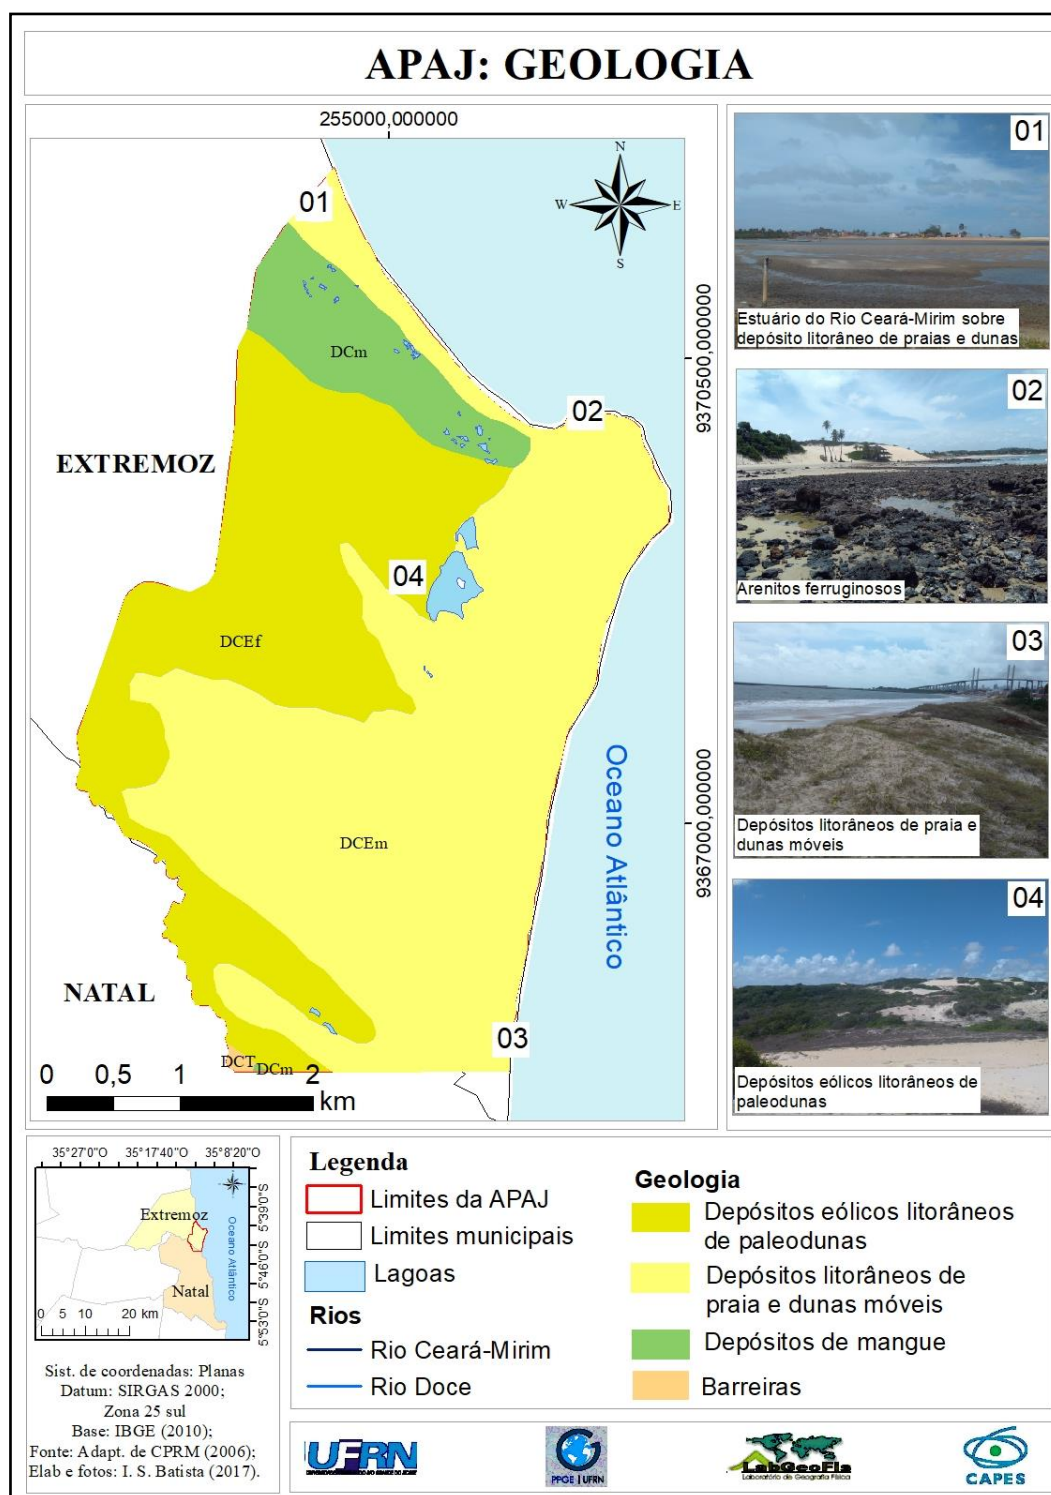 APAJ: GEOLOGIA
255000,000000
N
W
E
S
01
02
03
04
DCm
DCEf
DCEm
DCT
DCm
EXTREMOZ
NATAL
Oceano Atlântico
9370500,000000
9367000,000000
0 0,5 1 2
km
01
Estuário do Rio Ceará-Mirim sobre
depósito litorâneo de praias e dunas
02
Arenitos ferruginosos
03
Depósitos litorâneos de praia e
dunas móveis
04
Depósitos eólicos litorâneos de
paleodunas
35°27'0"O 35°17'40"O 35°8'20"O
Extremoz
Natal
Oceano Atlântico
5°39'0"S
5°46'0"S
5°53'0"S
0 5 10 20 km
Sist. de coordenadas: Planas
Datum: SIRGAS 2000;
Zona 25 sul
Base: IBGE (2010);
Fonte: Adapt. de CPRM (2006);
Elab e fotos: I. S. Batista (2017).
Legenda
Limites da APAJ
Limites municipais
Lagoas
Rios
Rio Ceará-Mirim
Rio Doce
Geologia
Depósitos eólicos litorâneos
de paleodunas
Depósitos litorâneos de
praia e dunas móveis
Depósitos de mangue
Barreiras
UFRN
PPGE | UFRN
LabGeoFis
Laboratório de Geografia Física
CAPES